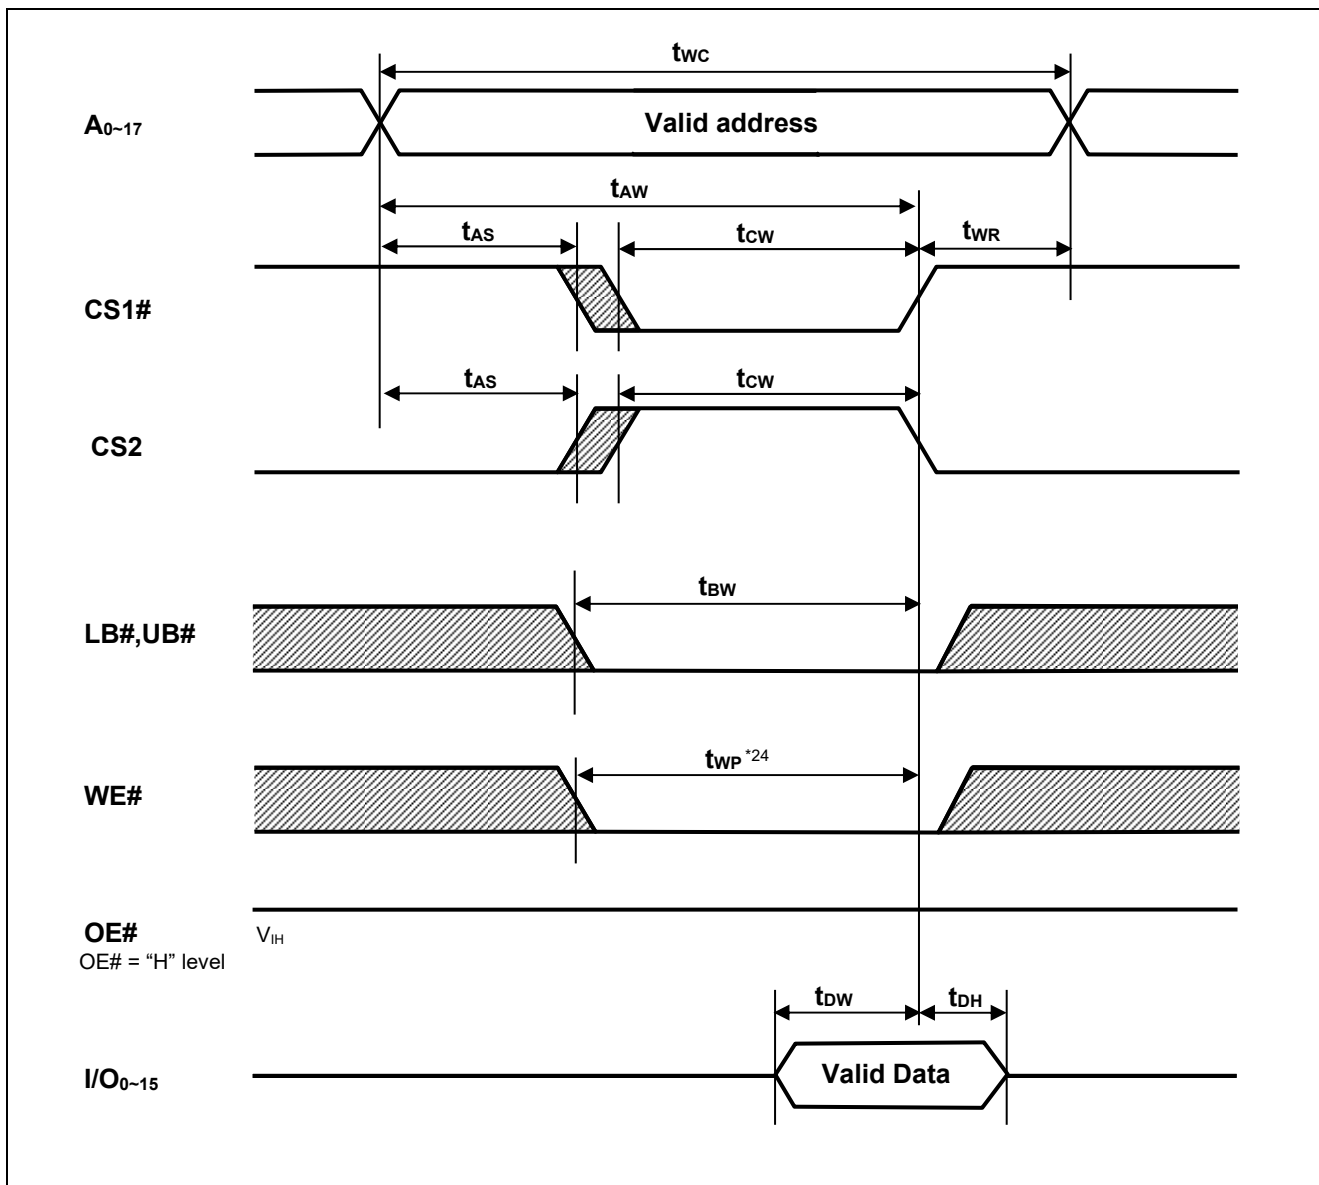 tWC
A0~17
Valid address
tAW
tAS
tCW
tWR
CS1#
tAS
tCW
CS2
tBW
LB#,UB#
tWP *24
WE#
OE#
VIH
OE# = “H” level
tDW
tDH
I/O0~15
Valid Data